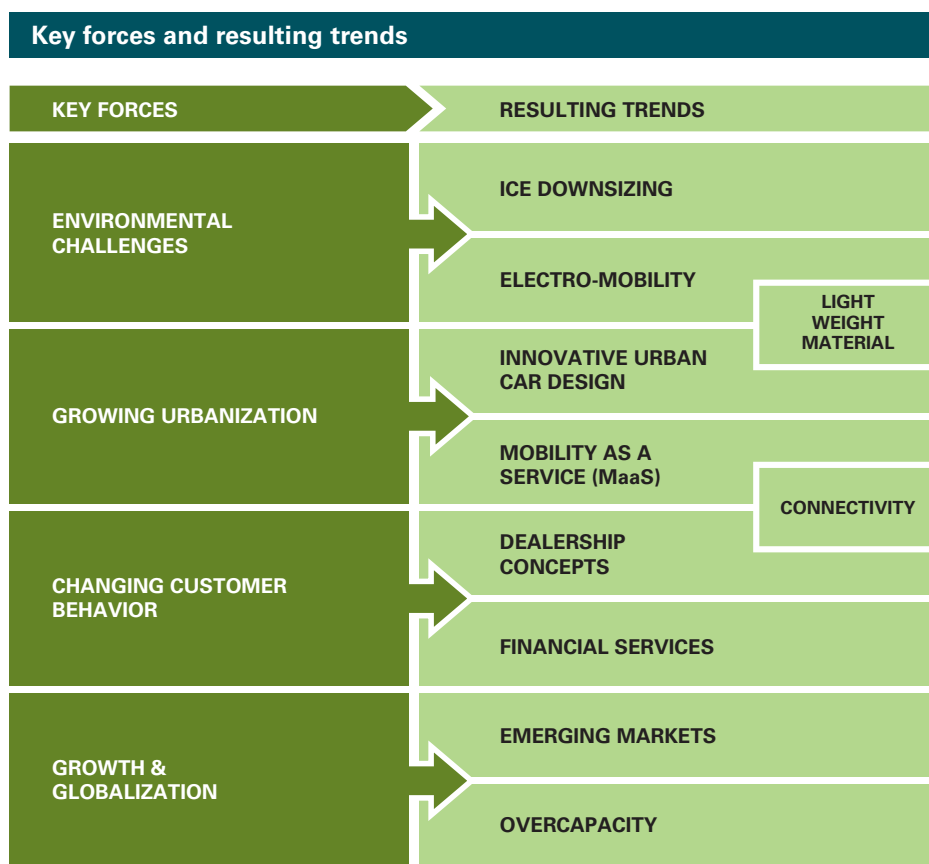 Key forces and resulting trends
KEY FORCES
RESULTING TRENDS
ENVIRONMENTAL
CHALLENGES
ICE DOWNSIZING
ELECTRO-MOBILITY
LIGHT
WEIGHT
MATERIAL
GROWING URBANIZATION
INNOVATIVE URBAN
CAR DESIGN
MOBILITY AS A
SERVICE (MaaS)
CONNECTIVITY
CHANGING CUSTOMER
BEHAVIOR
DEALERSHIP
CONCEPTS
FINANCIAL SERVICES
GROWTH &
GLOBALIZATION
EMERGING MARKETS
OVERCAPACITY